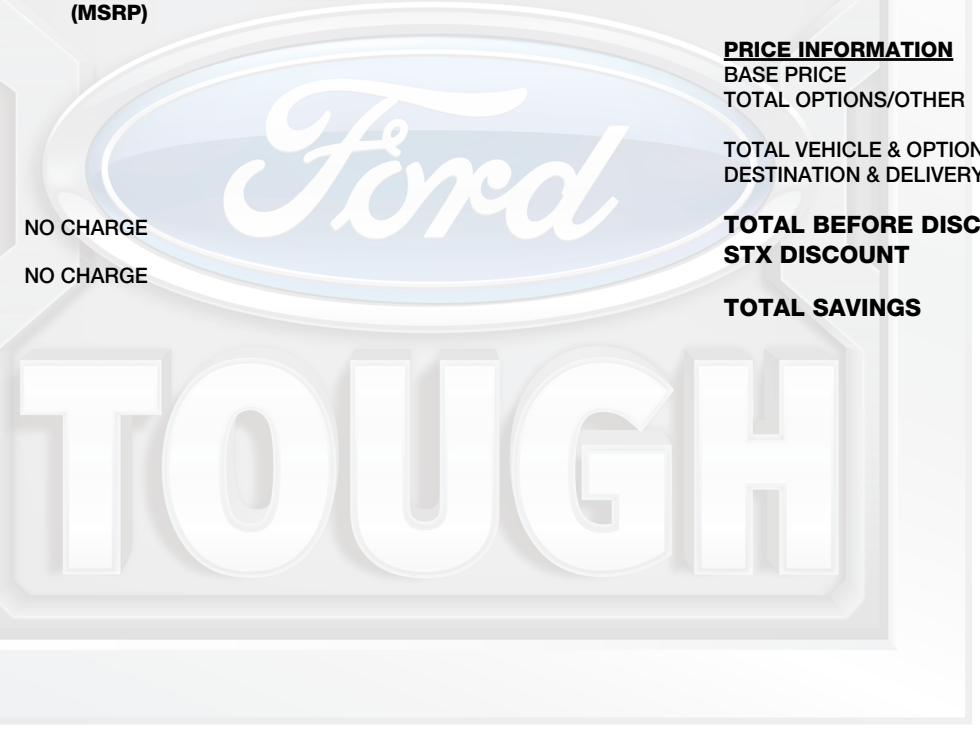 (MSRP)
NO CHARGE
NO CHARGE
PRICE INFORMATION
BASE PRICE
TOTAL OPTIONS/OTHER
TOTAL VEHICLE & OPTION
DESTINATION & DELIVERY
TOTAL BEFORE DISC
STX DISCOUNT
TOTAL SAVINGS
Ford
TOUGH